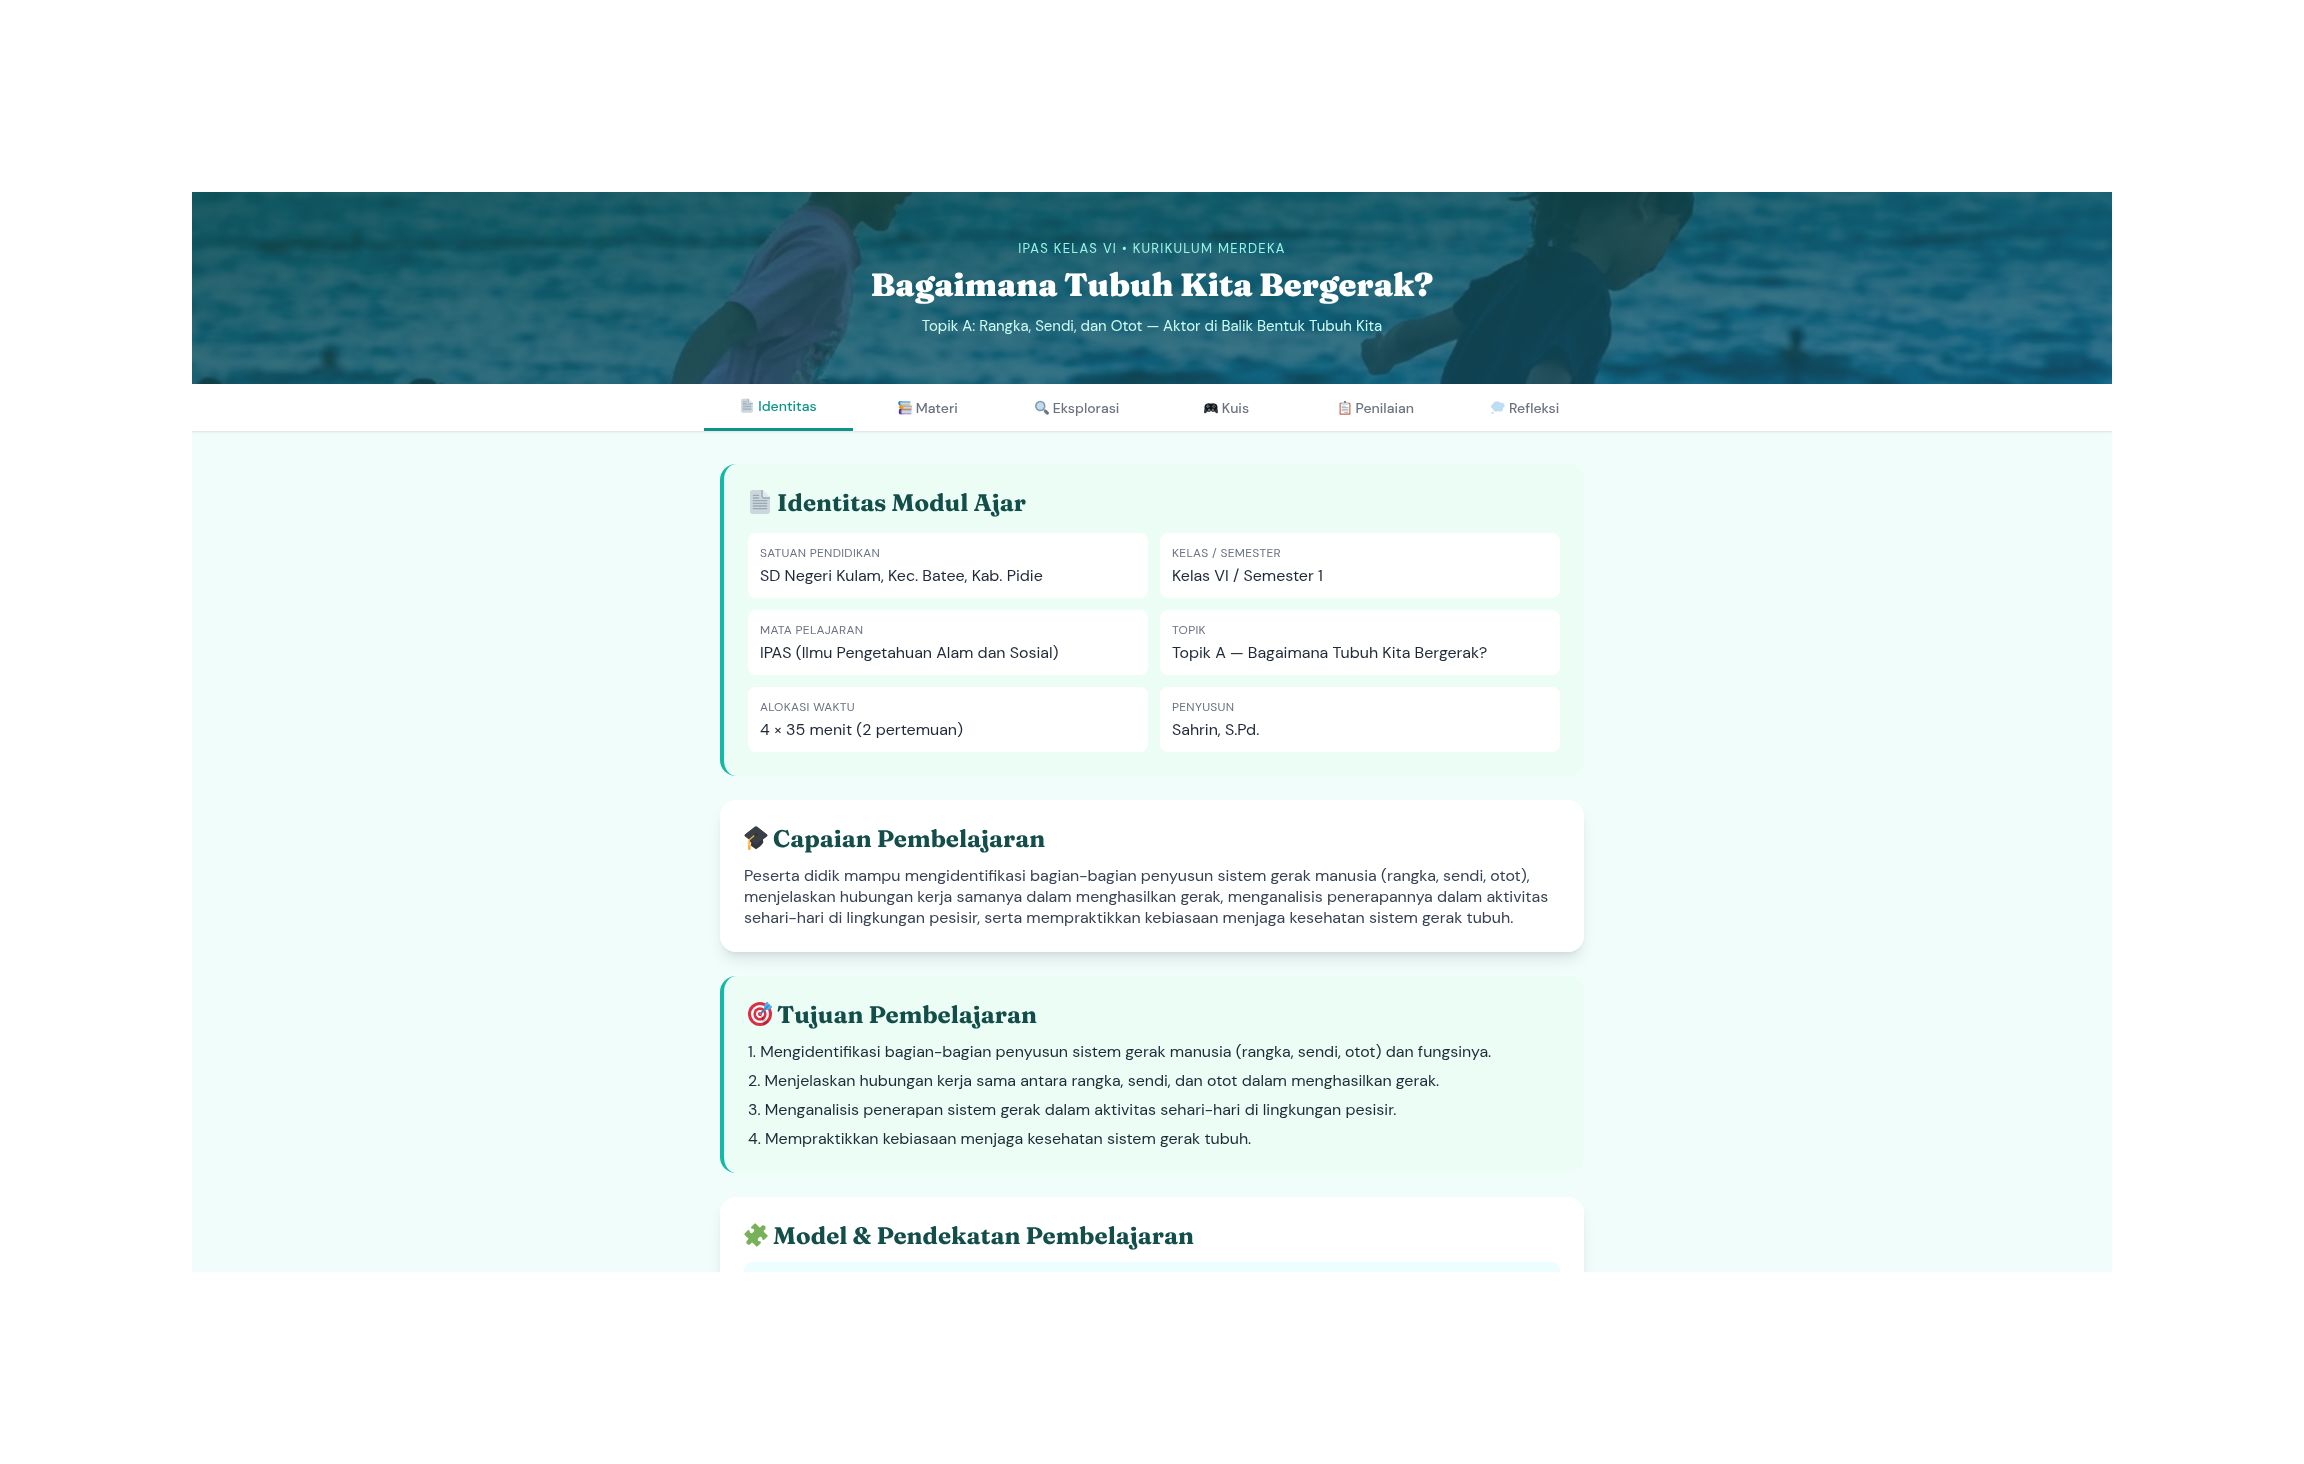 IPAS KELAS VI • KURIKULUM MERDEKA
Bagaimana Tubuh Kita Bergerak?
Topik A: Rangka, Sendi, dan Otot — Aktor di Balik Bentuk Tubuh Kita
Identitas
Materi
Eksplorasi
Kuis
Penilaian
Refleksi
Identitas Modul Ajar
SATUAN PENDIDIKAN
SD Negeri Kulam, Kec. Batee, Kab. Pidie
KELAS / SEMESTER
Kelas VI / Semester 1
MATA PELAJARAN
IPAS (Ilmu Pengetahuan Alam dan Sosial)
TOPIK
Topik A — Bagaimana Tubuh Kita Bergerak?
ALOKASI WAKTU
4 × 35 menit (2 pertemuan)
PENYUSUN
Sahrin, S.Pd.
Capaian Pembelajaran
Peserta didik mampu mengidentifikasi bagian-bagian penyusun sistem gerak manusia (rangka, sendi, otot),
menjelaskan hubungan kerja samanya dalam menghasilkan gerak, menganalisis penerapannya dalam aktivitas
sehari-hari di lingkungan pesisir, serta mempraktikkan kebiasaan menjaga kesehatan sistem gerak tubuh.
Tujuan Pembelajaran
1. Mengidentifikasi bagian-bagian penyusun sistem gerak manusia (rangka, sendi, otot) dan fungsinya.
2. Menjelaskan hubungan kerja sama antara rangka, sendi, dan otot dalam menghasilkan gerak.
3. Menganalisis penerapan sistem gerak dalam aktivitas sehari-hari di lingkungan pesisir.
4. Mempraktikkan kebiasaan menjaga kesehatan sistem gerak tubuh.
Model & Pendekatan Pembelajaran